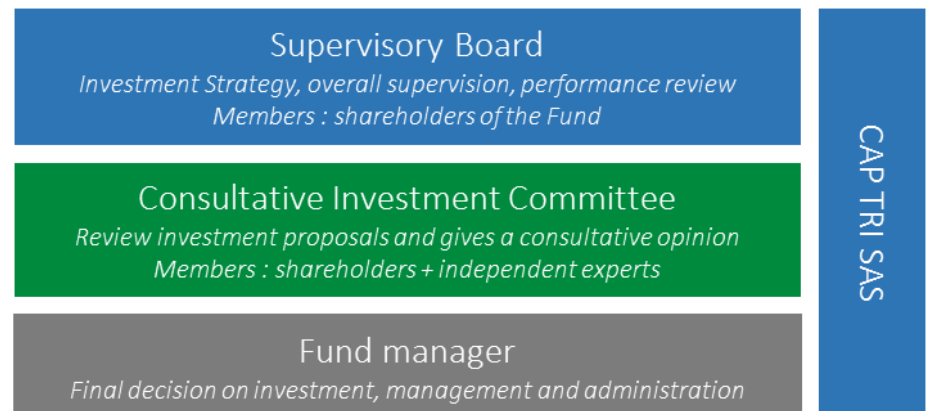 Supervisory Board
Investment Strategy, overall supervision, performance review
Members : shareholders of the Fund
Consultative Investment Committee
Review investment proposals and gives a consultative opinion
Members : shareholders + independent experts
Fund manager
Final decision on investment, management and administration
CAP TRI SAS